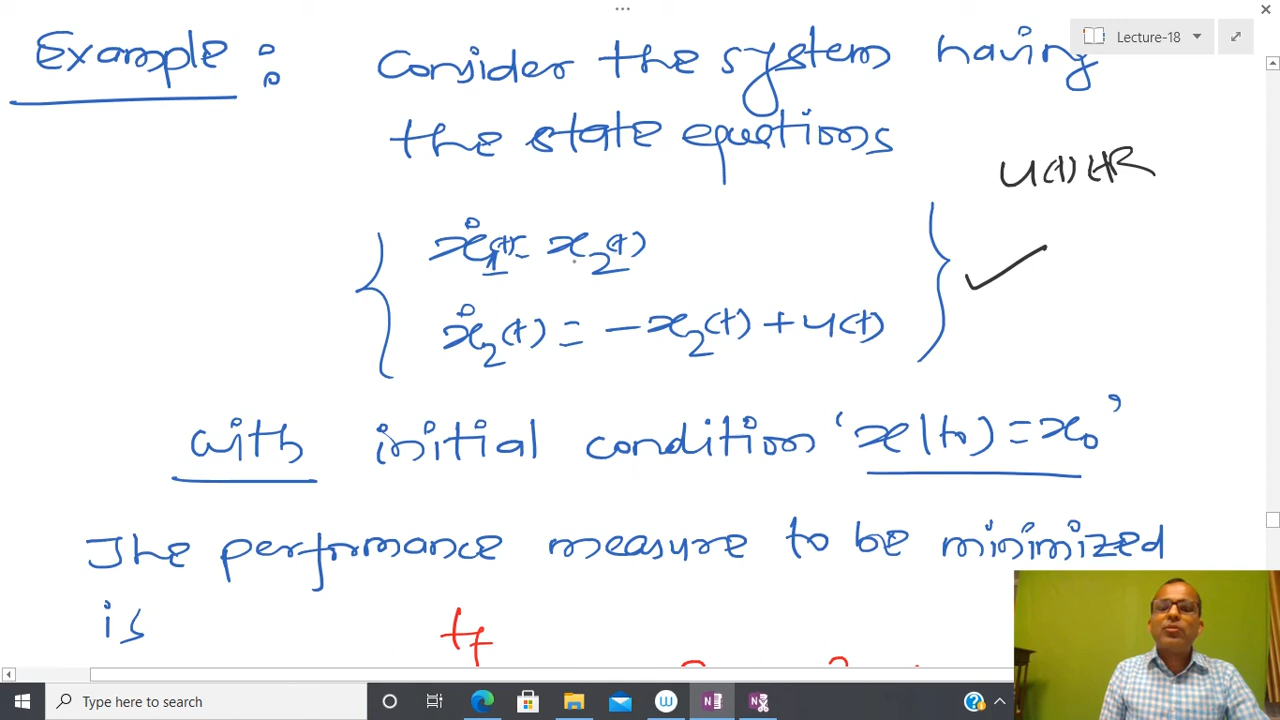 ...
Lecture-18
Example :
Consider the system having
the state equations
u(t) ∈ R
ẋ₁(t) = x₂(t)
ẋ₂(t) = -x₂(t) + u(t)
with initial condition 'x(t₀) = x₀'
The performance measure to be minimized
is
t_f
Type here to search